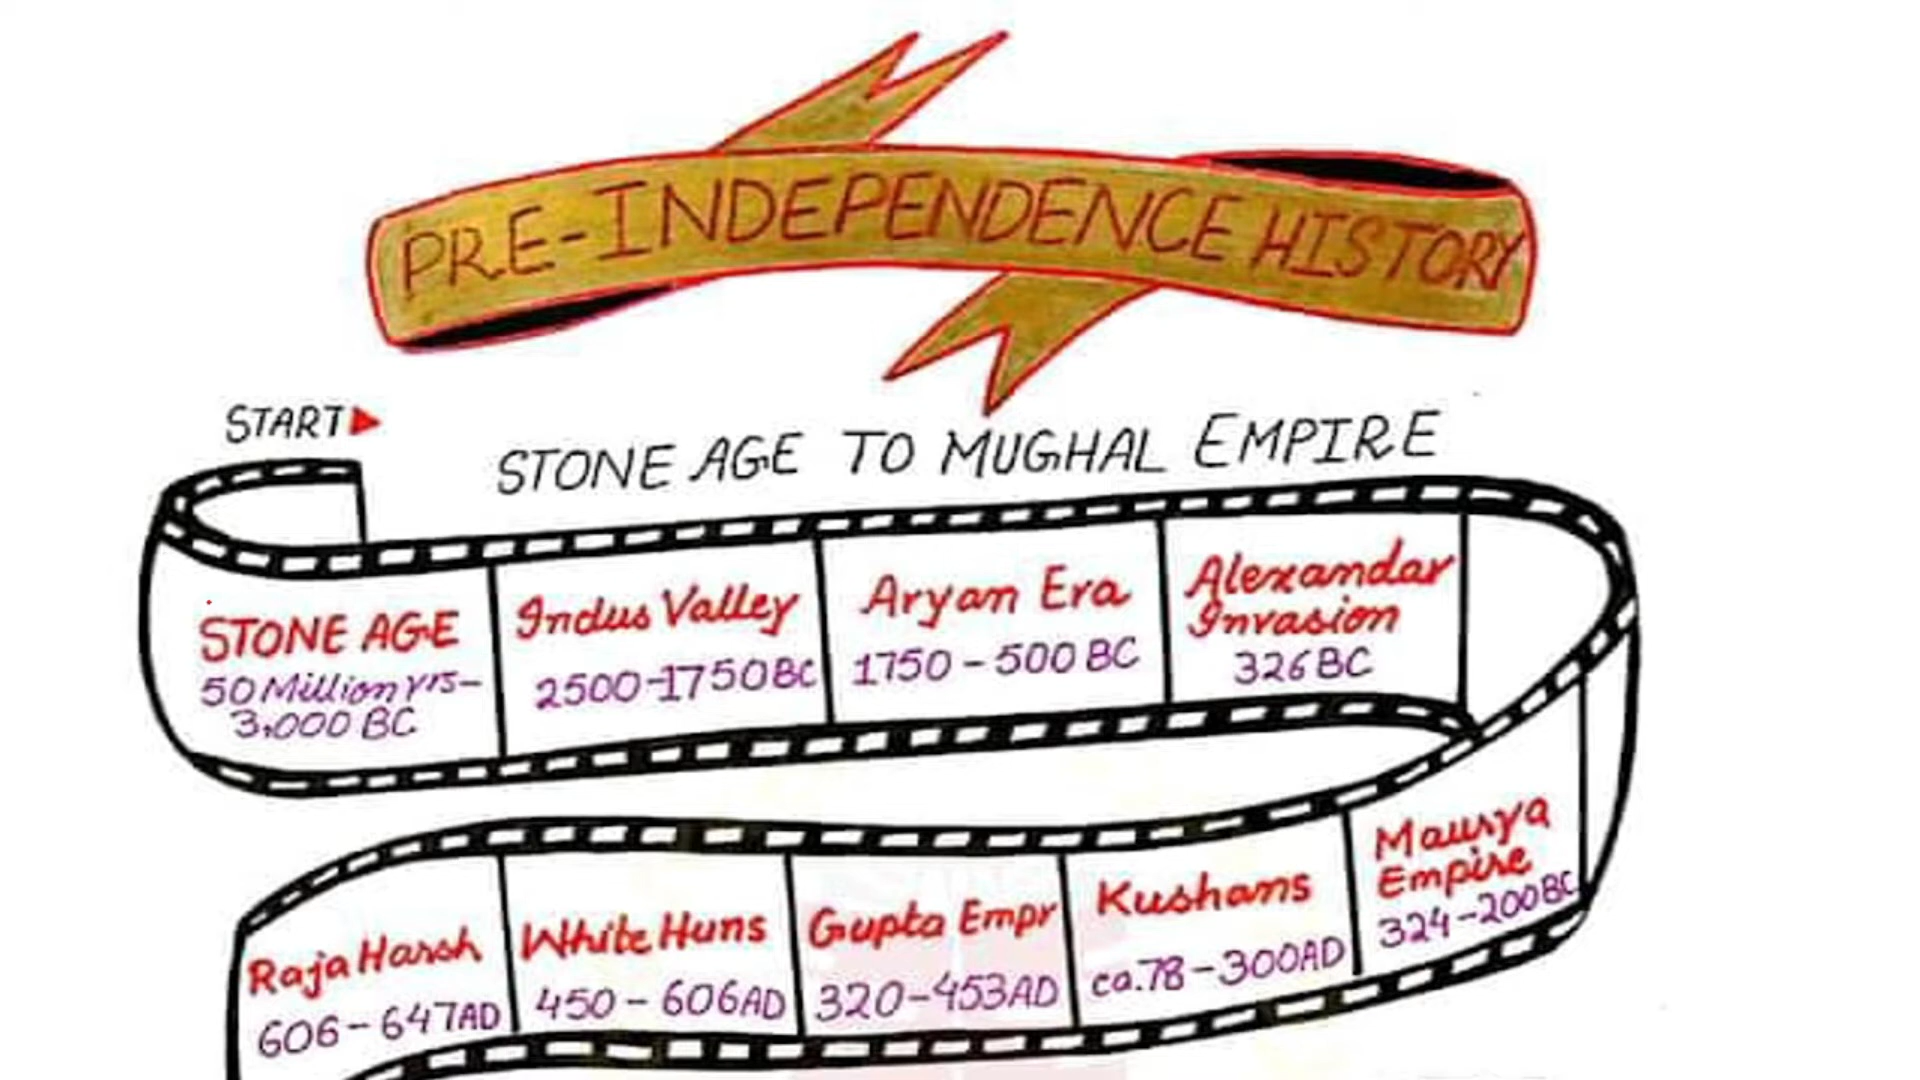 PRE-INDEPENDENCE HISTORY
START
STONE AGE TO MUGHAL EMPIRE
STONE AGE
50 Million yrs-
3,000 BC
Indus Valley
2500-1750BC
Aryan Era
1750-500 BC
Alexandar
Invasion
326 BC
Maurya
Empire
324-200BC
Kushans
ca.78-300AD
Gupta Empr
320-453AD
White Huns
450-606AD
Raja Harsh
606-647AD